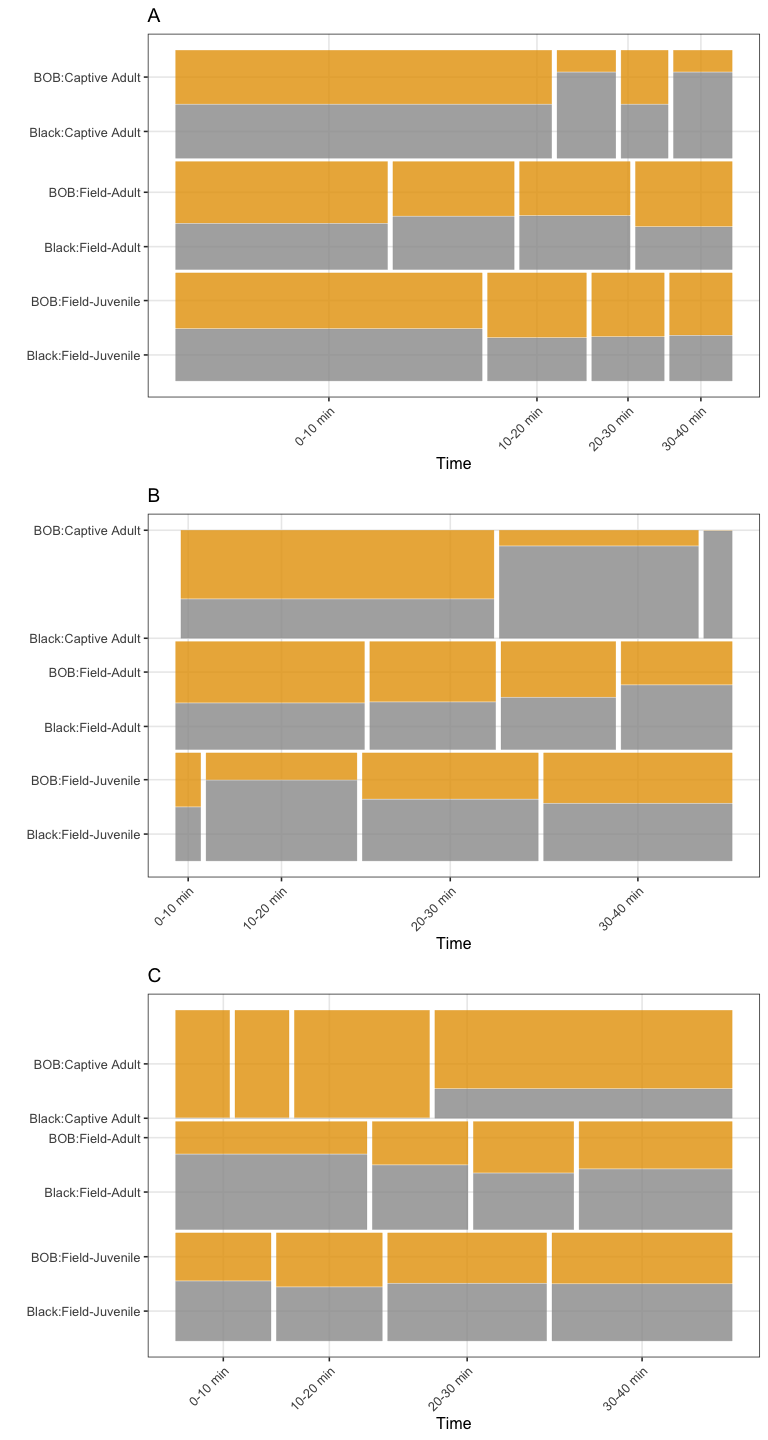 A
BOB:Captive Adult
Black:Captive Adult
BOB:Field-Adult
Black:Field-Adult
BOB:Field-Juvenile
Black:Field-Juvenile
0-10 min
10-20 min
20-30 min
30-40 min
Time
B
BOB:Captive Adult
Black:Captive Adult
BOB:Field-Adult
Black:Field-Adult
BOB:Field-Juvenile
Black:Field-Juvenile
0-10 min
10-20 min
20-30 min
30-40 min
Time
C
BOB:Captive Adult
Black:Captive Adult
BOB:Field-Adult
Black:Field-Adult
BOB:Field-Juvenile
Black:Field-Juvenile
0-10 min
10-20 min
20-30 min
30-40 min
Time